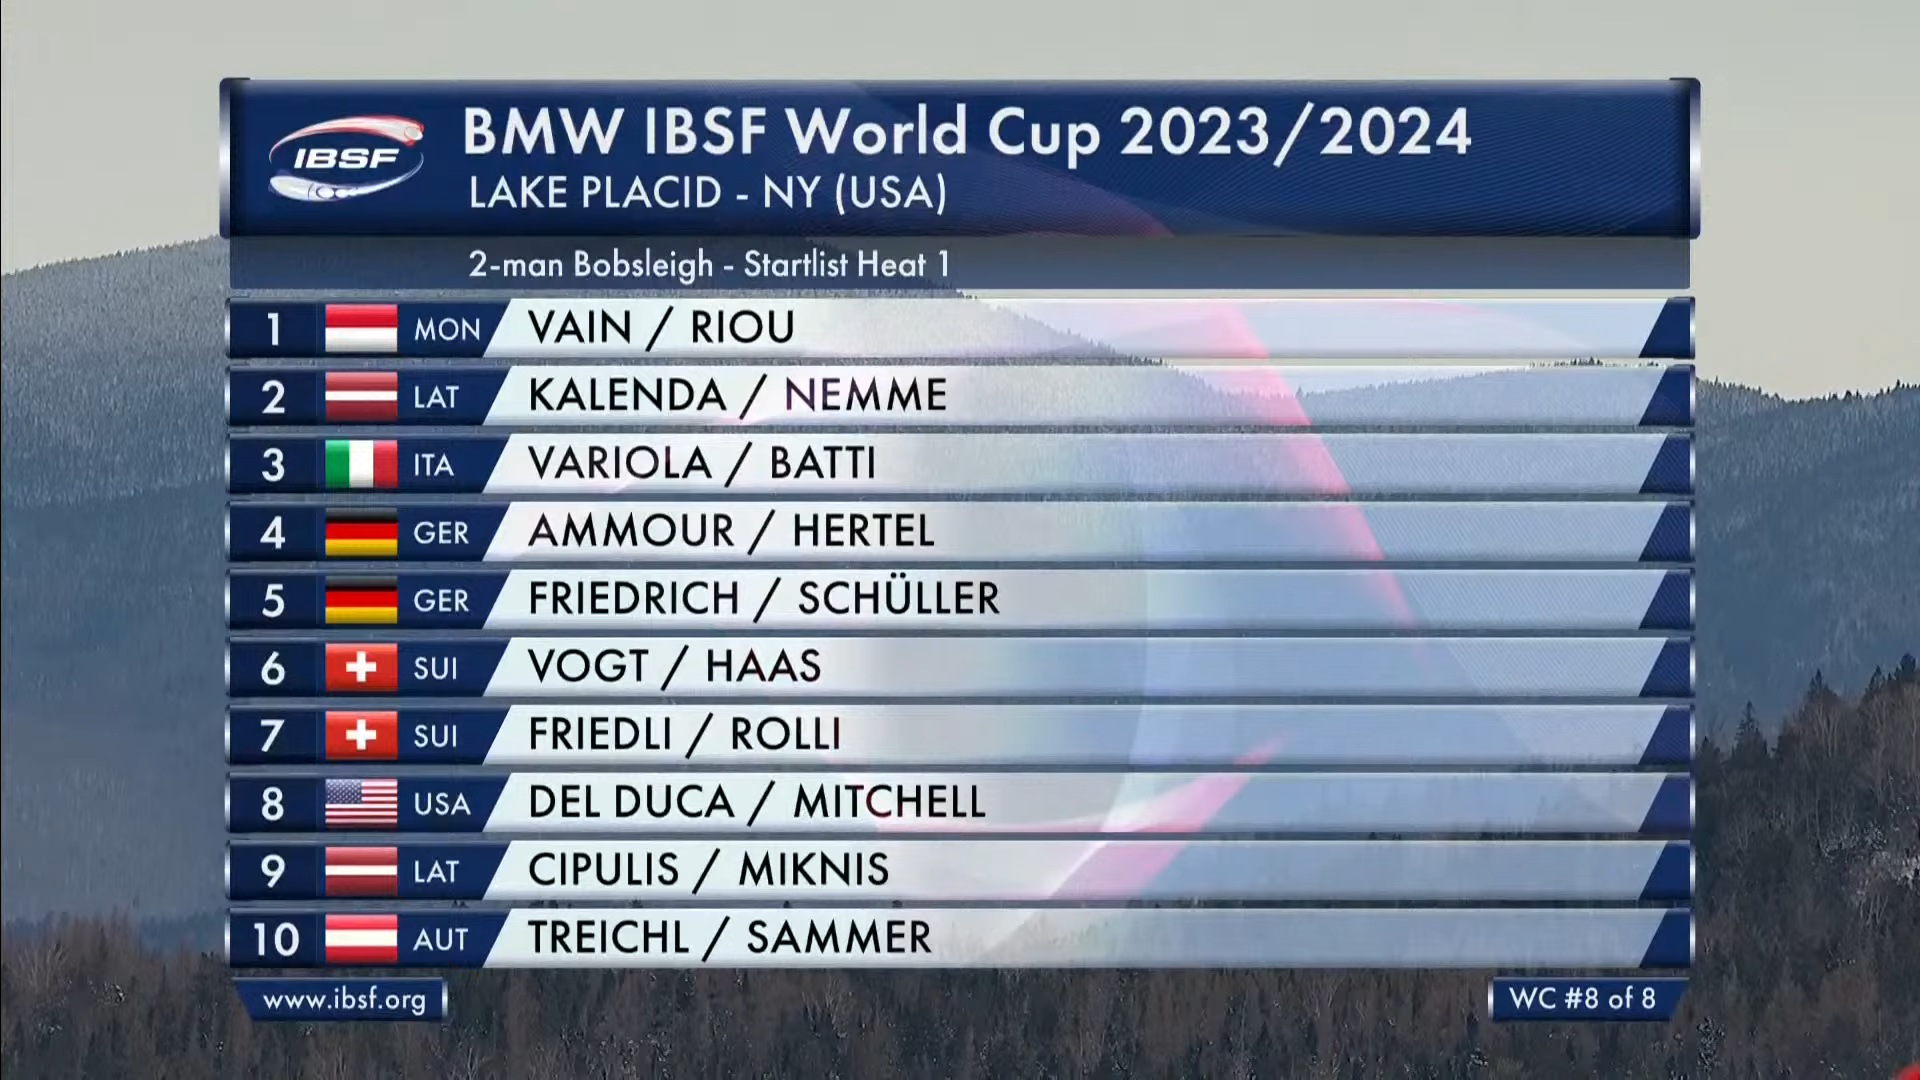 IBSF
BMW IBSF World Cup 2023/2024
LAKE PLACID - NY (USA)
2-man Bobsleigh - Startlist Heat 1
1 MON VAIN / RIOU
2 LAT KALENDA / NEMME
3 ITA VARIOLA / BATTI
4 GER AMMOUR / HERTEL
5 GER FRIEDRICH / SCHÜLLER
6 SUI VOGT / HAAS
7 SUI FRIEDLI / ROLLI
8 USA DEL DUCA / MITCHELL
9 LAT CIPULIS / MIKNIS
10 AUT TREICHL / SAMMER
www.ibsf.org
WC #8 of 8